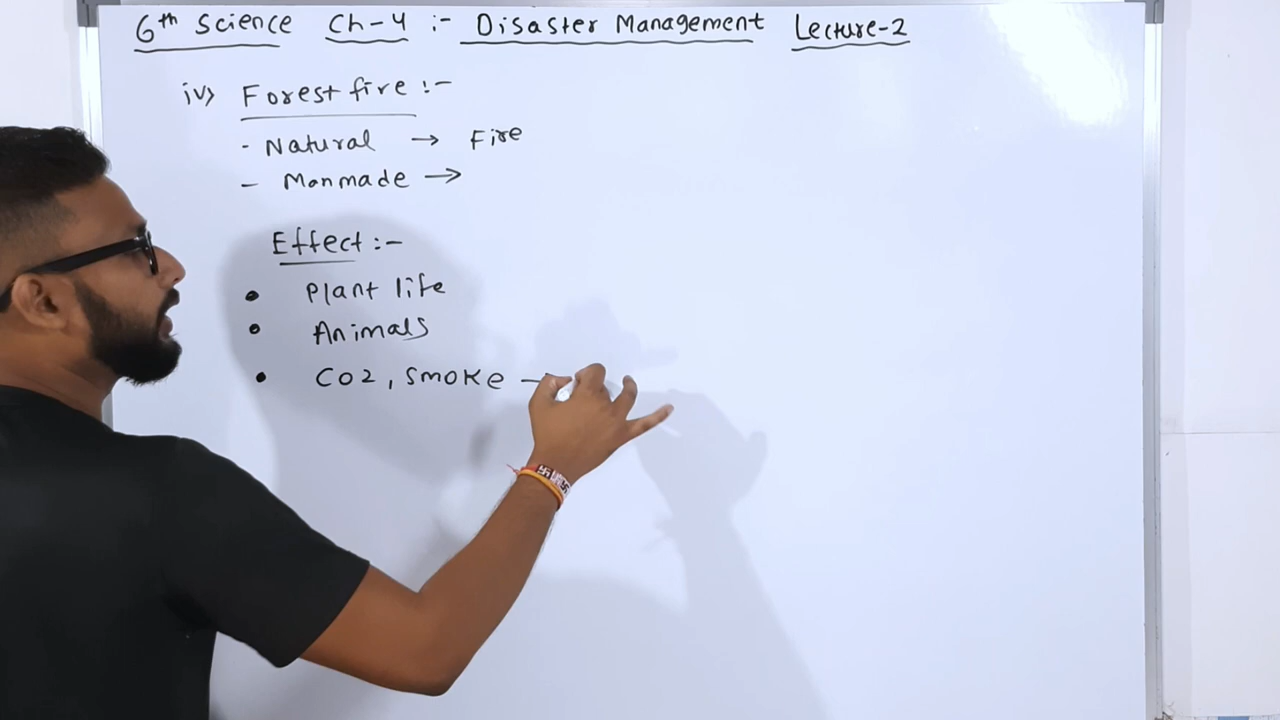 6th Science Ch-4 :- Disaster Management Lecture-2
iv) Forest fire :-
- Natural → Fire
- Manmade →
Effect :-
• Plant life
• Animals
• CO2, Smoke -